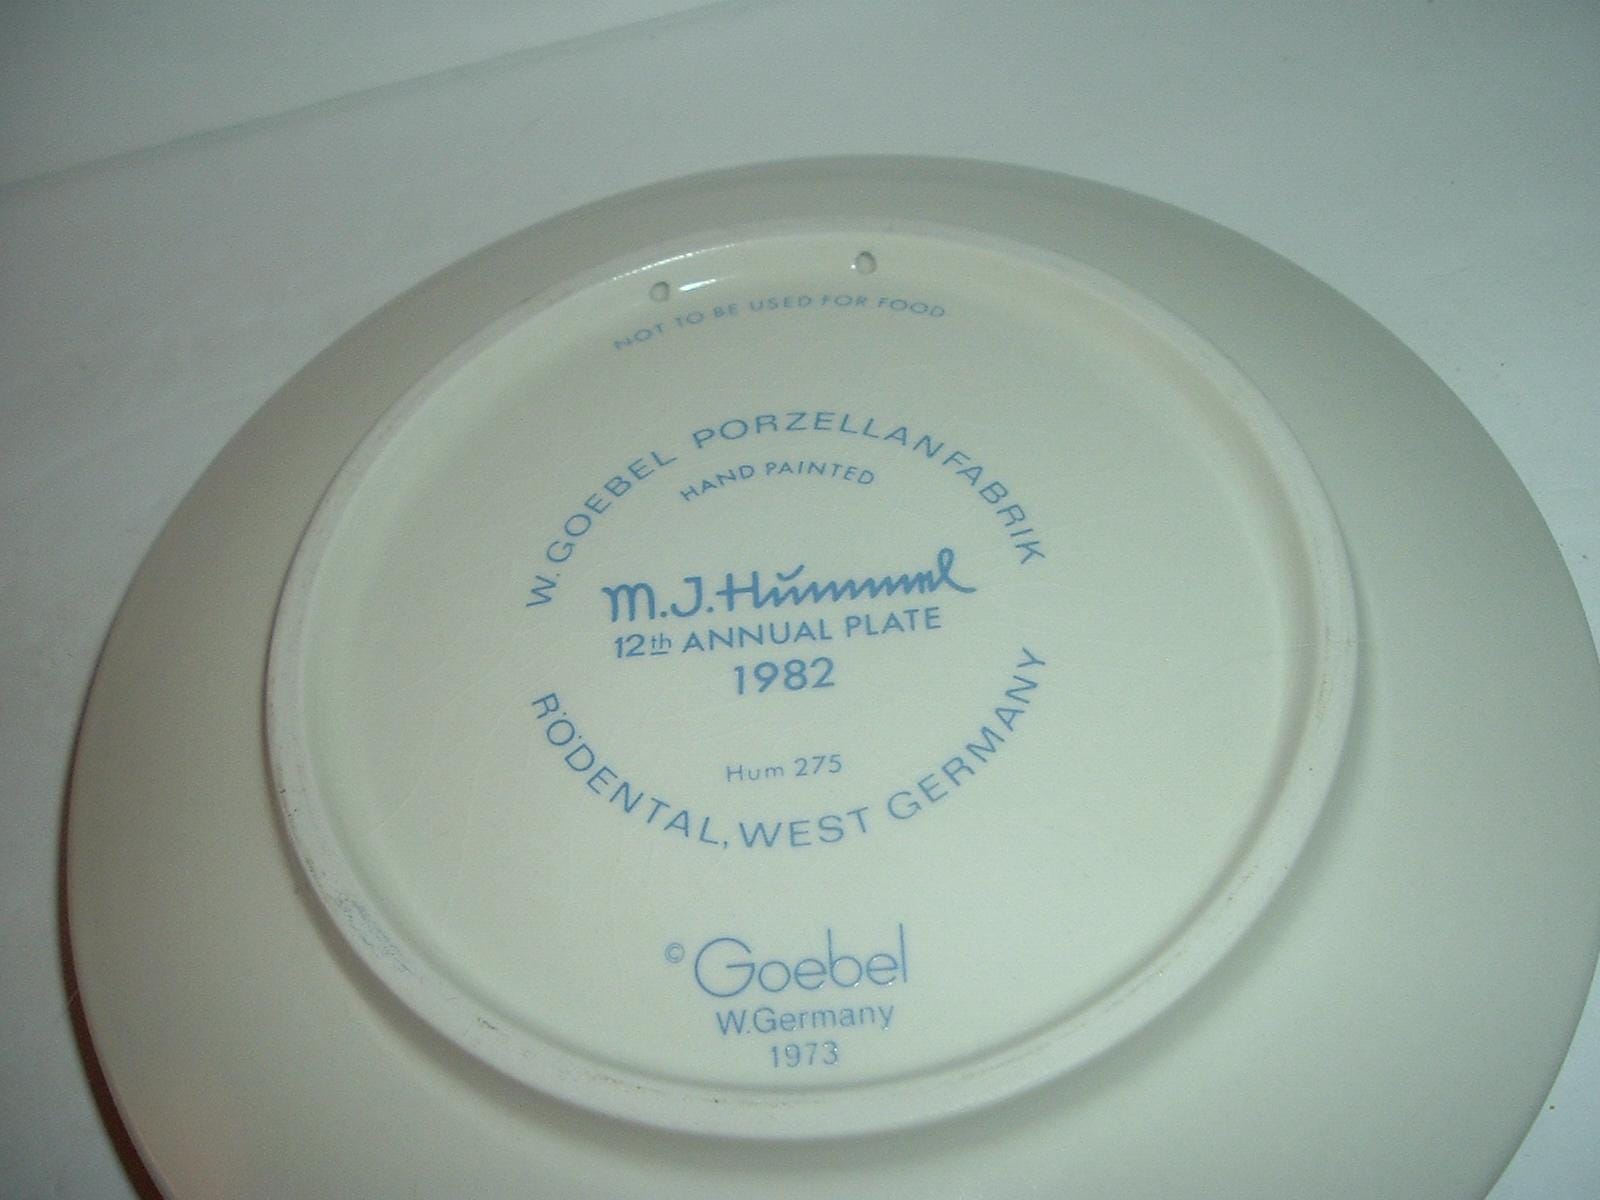 NOT TO BE USED FOR FOOD
W. GOEBEL PORZELLANFABRIK
HAND PAINTED
M.J.Hummel
12th ANNUAL PLATE
1982
Hum 275
RÖDENTAL, WEST GERMANY
© Goebel
W.Germany
1973